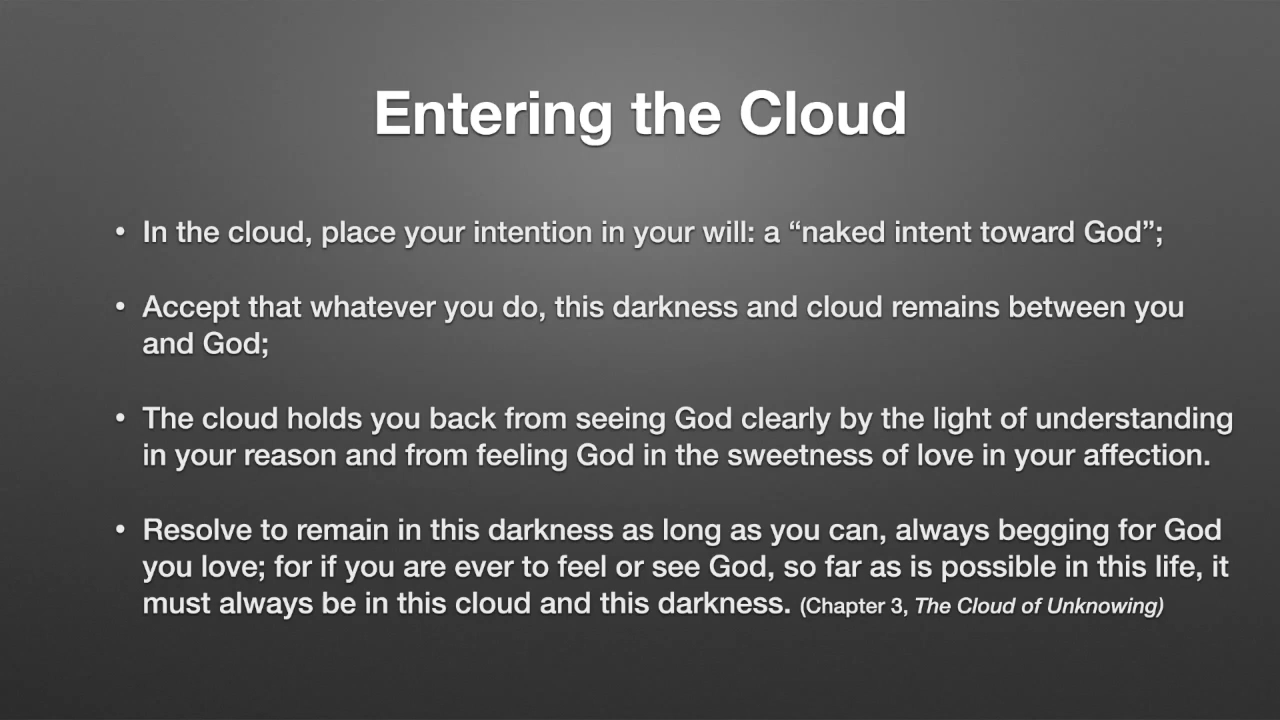 Entering the Cloud
• In the cloud, place your intention in your will: a “naked intent toward God”;
• Accept that whatever you do, this darkness and cloud remains between you
and God;
• The cloud holds you back from seeing God clearly by the light of understanding
in your reason and from feeling God in the sweetness of love in your affection.
• Resolve to remain in this darkness as long as you can, always begging for God
you love; for if you are ever to feel or see God, so far as is possible in this life, it
must always be in this cloud and this darkness. (Chapter 3, The Cloud of Unknowing)